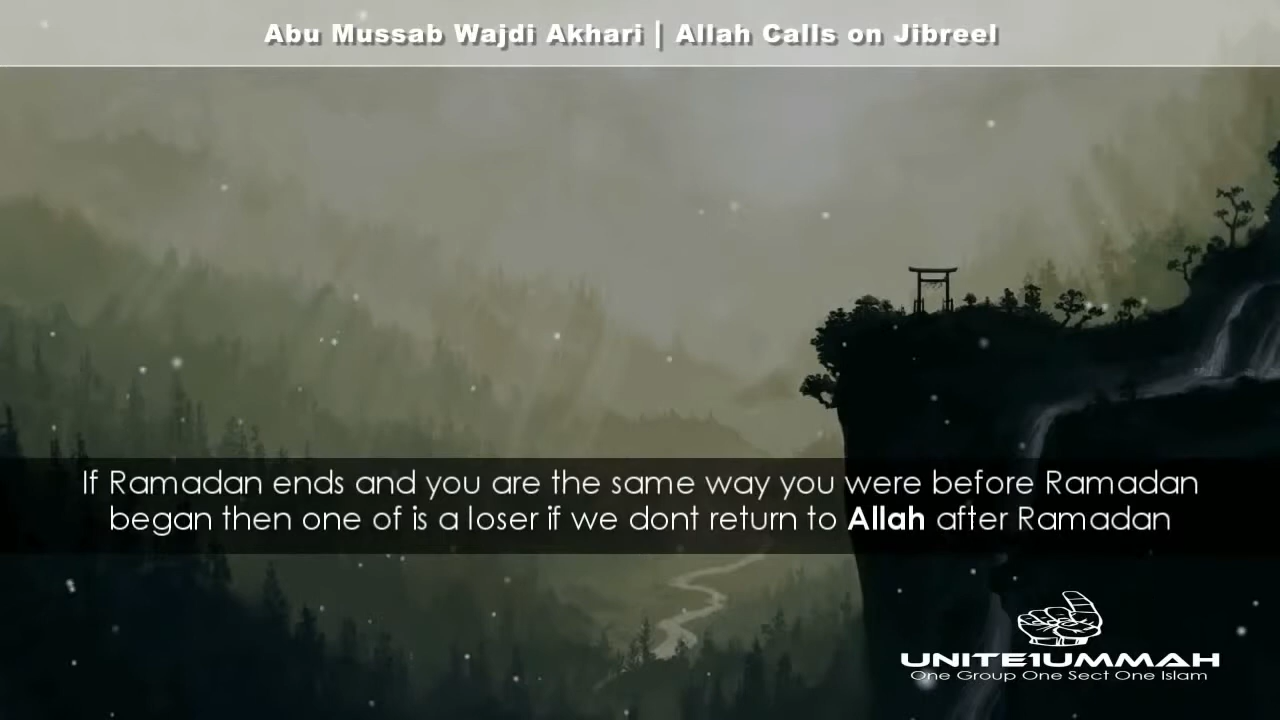 Abu Mussab Wajdi Akhari | Allah Calls on Jibreel
If Ramadan ends and you are the same way you were before Ramadan
began then one of is a loser if we dont return to Allah after Ramadan
UNITE1UMMAH
One Group One Sect One Islam